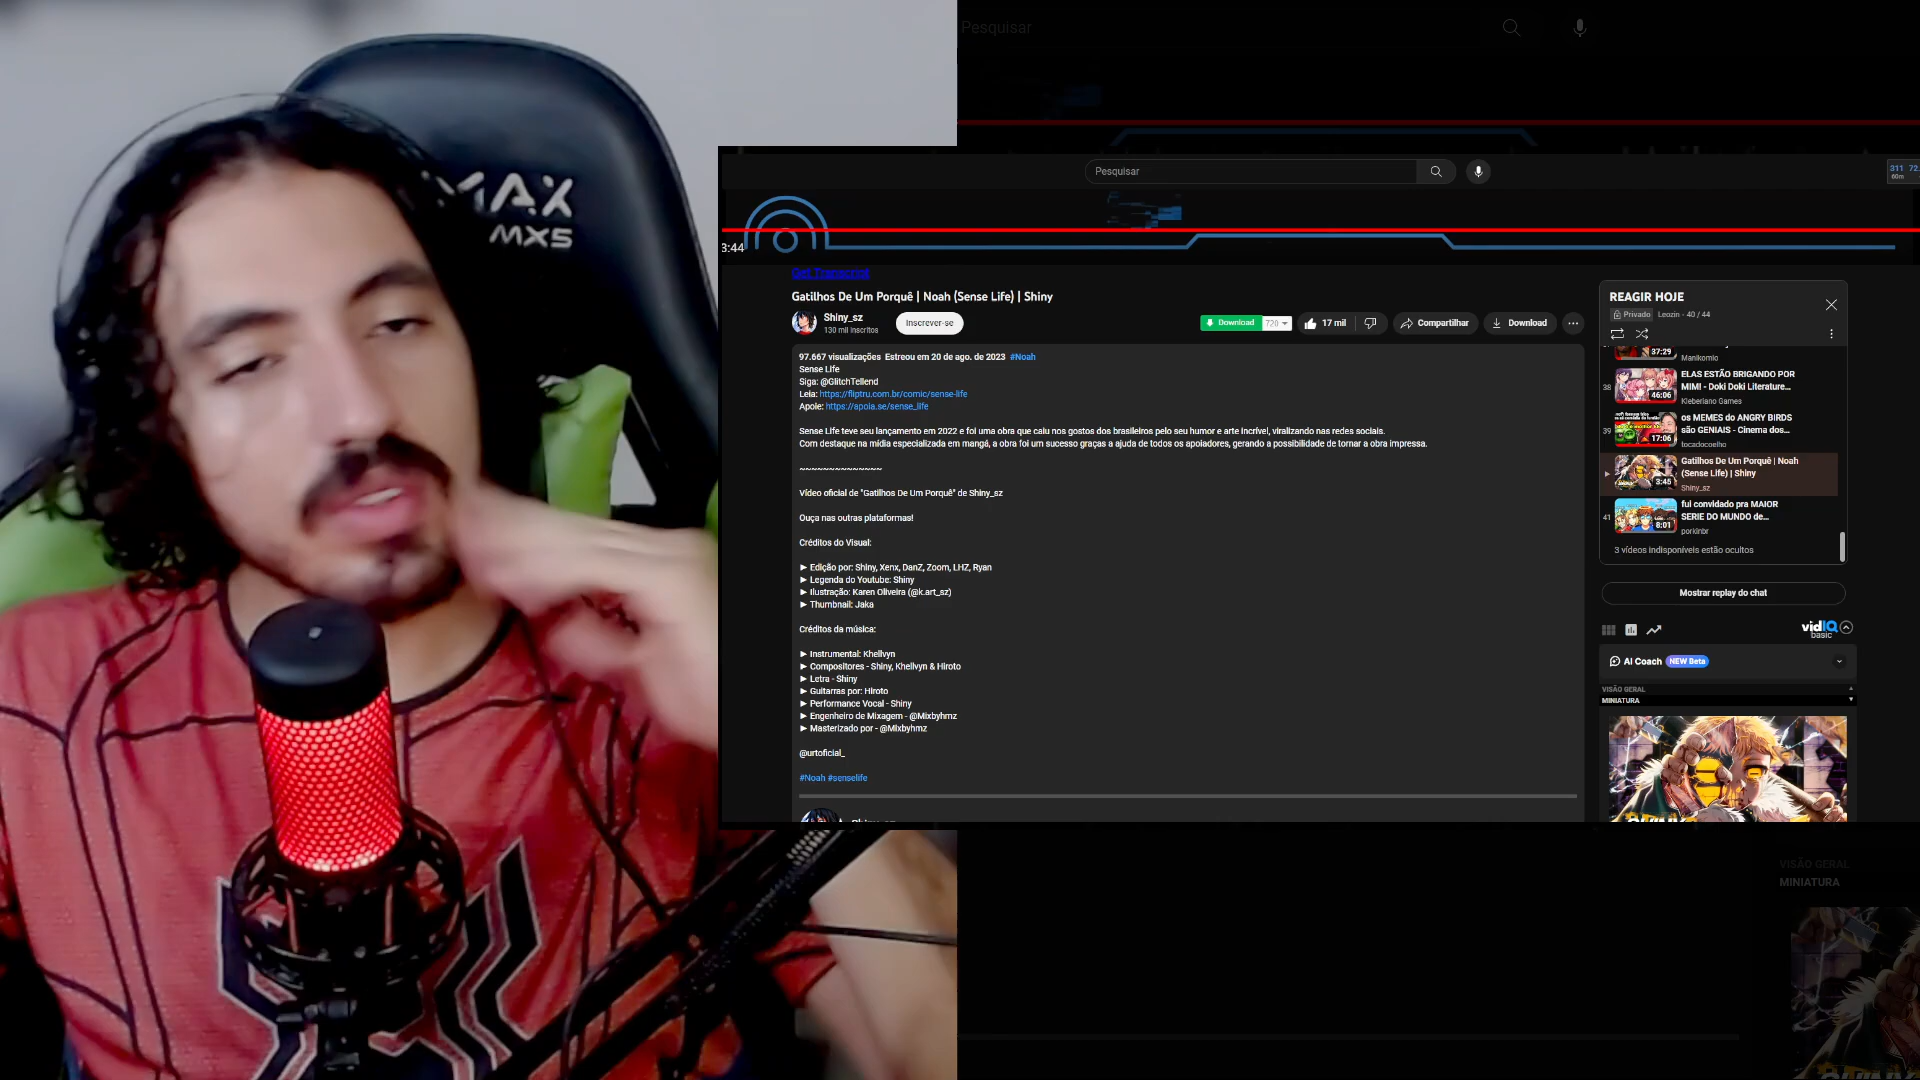 Pesquisar
MAX
MX5
Pesquisar
311 72.
60m
3:44
Get Transcript
Gatilhos De Um Porquê | Noah (Sense Life) | Shiny
Shiny_sz
130 mil inscritos
Inscrever-se
Download 720
17 mil
Compartilhar
Download
97.667 visualizações Estreou em 20 de ago. de 2023 #Noah
Sense Life
Siga: @GlitchTellend
Leia: https://fliptru.com.br/comic/sense-life
Apoie: https://apoia.se/sense_life
Sense Life teve seu lançamento em 2022 e foi uma obra que caiu nos gostos dos brasileiros pelo seu humor e arte incrível, viralizando nas redes sociais.
Com destaque na mídia especializada em mangá, a obra foi um sucesso graças a ajuda de todos os apoiadores, gerando a possibilidade de tornar a obra impressa.
~~~~~~~~~~~~~~
Vídeo oficial de "Gatilhos De Um Porquê" de Shiny_sz
Ouça nas outras plataformas!
Créditos do Visual:
► Edição por: Shiny, Xenx, DanZ, Zoom, LHZ, Ryan
► Legenda do Youtube: Shiny
► Ilustração: Karen Oliveira (@k.art_sz)
► Thumbnail: Jaka
Créditos da música:
► Instrumental: Khellvyn
► Compositores - Shiny, Khellvyn & Hiroto
► Letra - Shiny
► Guitarras por: Hiroto
► Performance Vocal - Shiny
► Engenheiro de Mixagem - @Mixbyhmz
► Masterizado por - @Mixbyhmz
@urtoficial_
#Noah #senselife
REAGIR HOJE
Privado Leozin - 40 / 44
37:29
Manikomio
38
46:06
ELAS ESTÃO BRIGANDO POR
MIMI - Doki Doki Literature...
Kleberiano Games
39
17:06
os MEMES do ANGRY BIRDS
são GENIAIS - Cinema dos...
tocadocoelho
3:45
Gatilhos De Um Porquê | Noah
(Sense Life) | Shiny
Shiny_sz
41
8:01
fui convidado pra MAIOR
SERIE DO MUNDO de...
porkinbr
3 vídeos indisponíveis estão ocultos
Mostrar replay do chat
vidIQ
basic
AI Coach NEW Beta
VISÃO GERAL
MINIATURA
VISÃO GERAL
MINIATURA